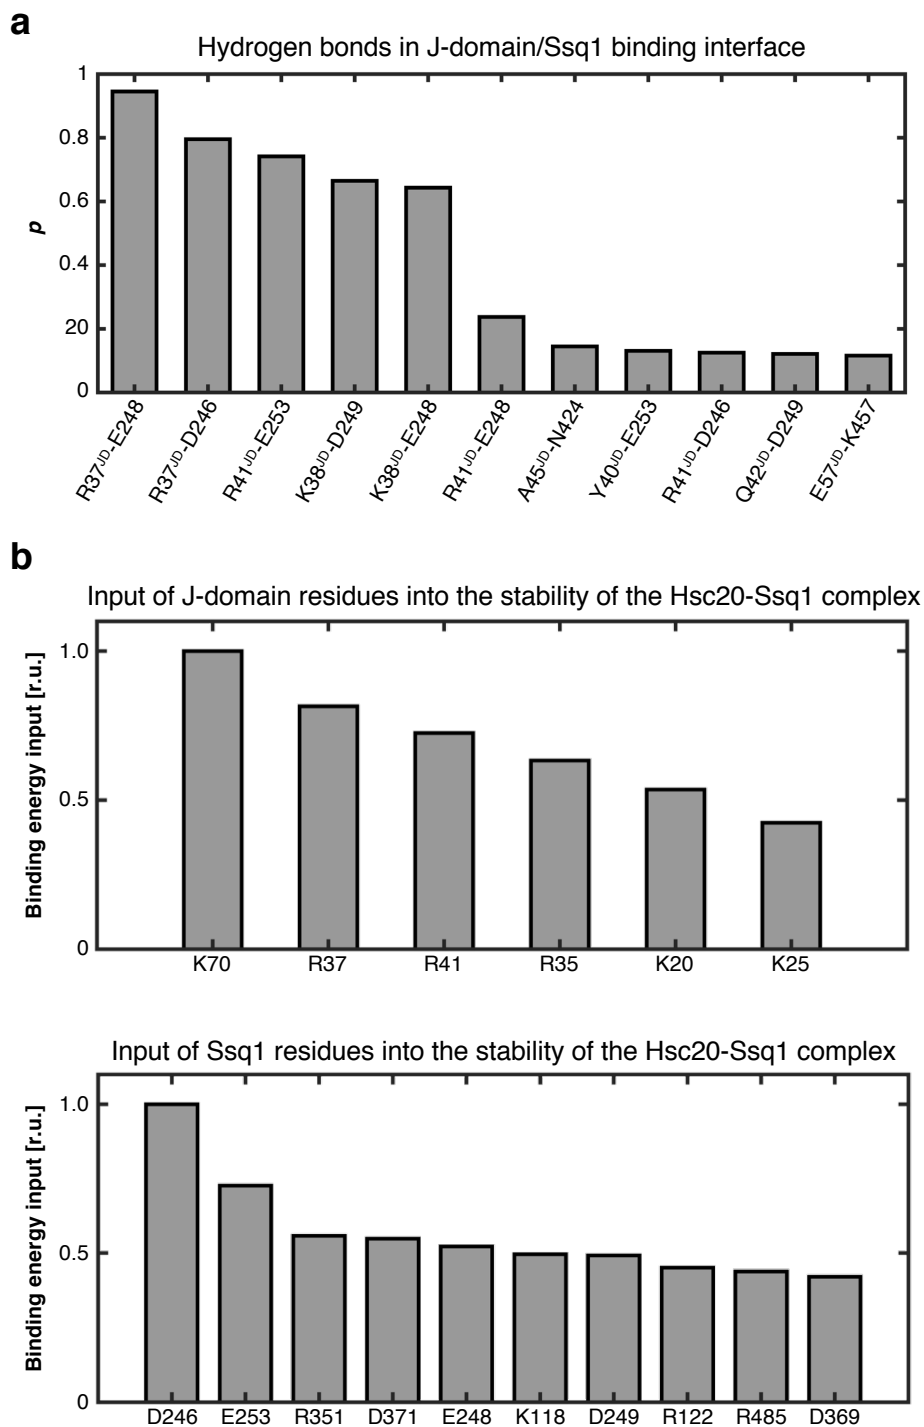 a
Hydrogen bonds in J-domain/Ssq1 binding interface
1
0.8
0.6
0.4
20
0
p
R37JD-E248
R37JD-D246
R41JD-E253
K38JD-D249
K38JD-E248
R41JD-E248
A45JD-N424
Y40JD-E253
R41JD-D246
Q42JD-D249
E57JD-K457
b
Input of J-domain residues into the stability of the Hsc20-Ssq1 complex
Binding energy input [r.u.]
1.0
0.5
0
K70 R37 R41 R35 K20 K25
Input of Ssq1 residues into the stability of the Hsc20-Ssq1 complex
Binding energy input [r.u.]
1.0
0.5
0
D246 E253 R351 D371 E248 K118 D249 R122 R485 D369